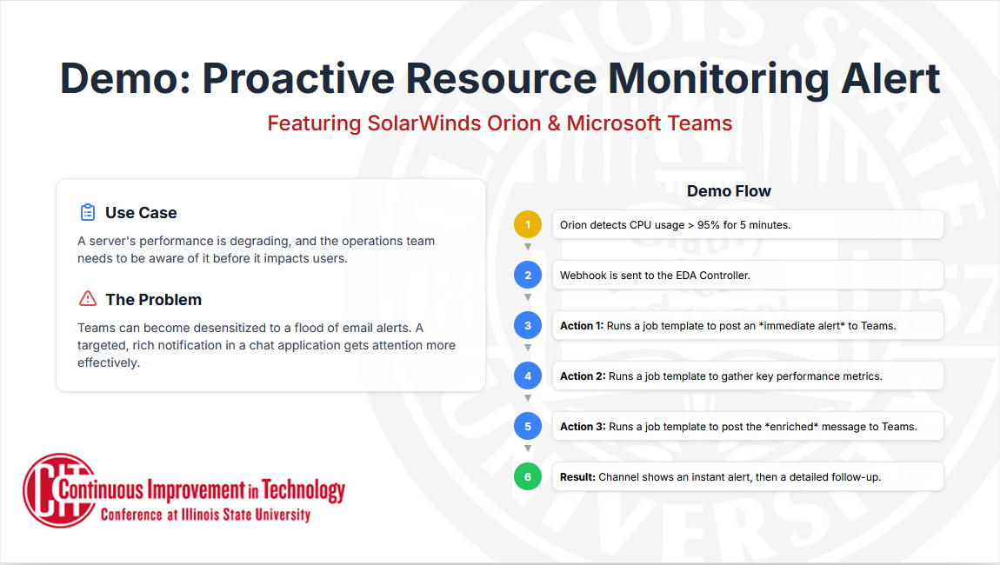 Demo: Proactive Resource Monitoring Alert
Featuring SolarWinds Orion & Microsoft Teams
Use Case
A server's performance is degrading, and the operations team
needs to be aware of it before it impacts users.
The Problem
Teams can become desensitized to a flood of email alerts. A
targeted, rich notification in a chat application gets attention more
effectively.
Demo Flow
1
Orion detects CPU usage > 95% for 5 minutes.
2
Webhook is sent to the EDA Controller.
3
Action 1: Runs a job template to post an *immediate alert* to Teams.
4
Action 2: Runs a job template to gather key performance metrics.
5
Action 3: Runs a job template to post the *enriched* message to Teams.
6
Result: Channel shows an instant alert, then a detailed follow-up.
CIT
Continuous Improvement in Technology
Conference at Illinois State University
ILLINOIS STATE UNIVERSITY